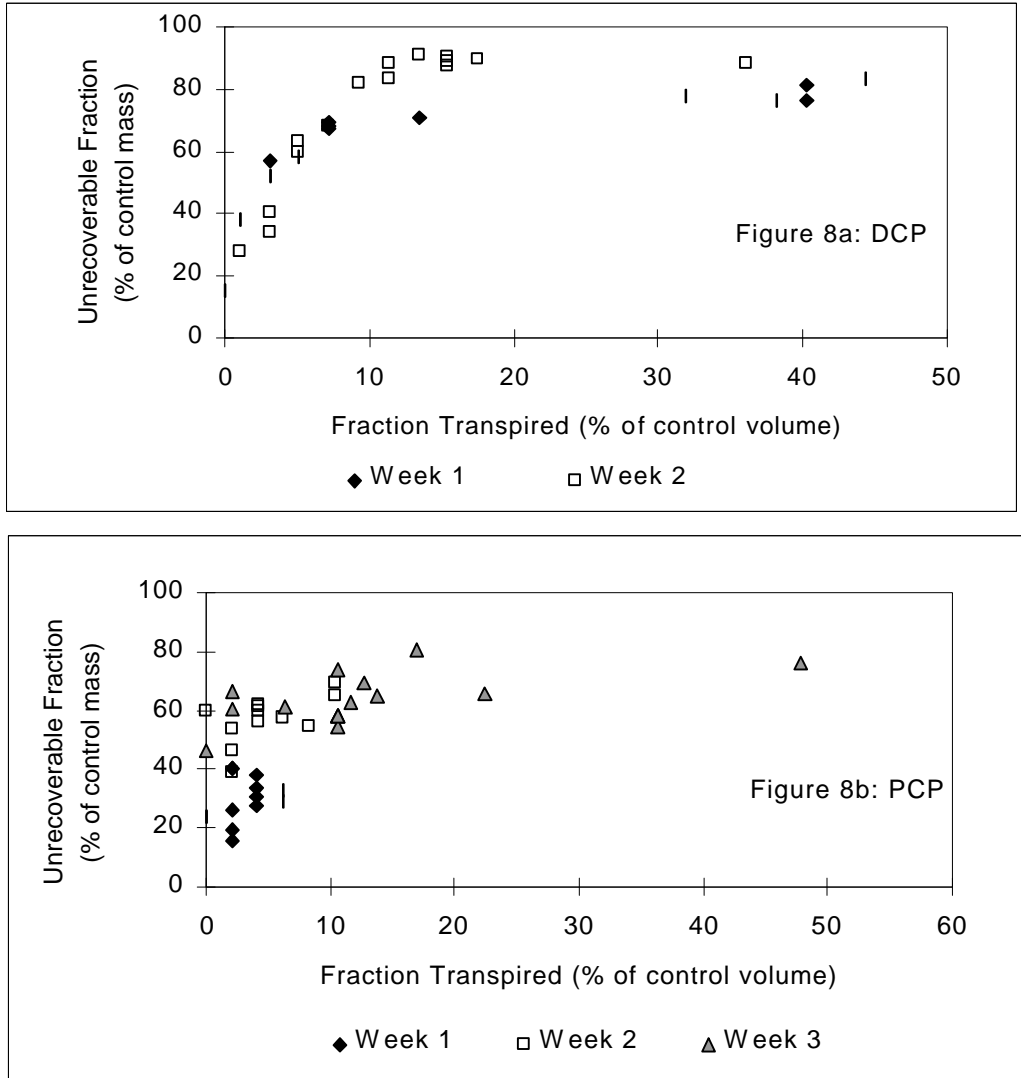 100
80
60
40
20
0
Unrecoverable Fraction
(% of control mass)
Figure 8a: DCP
0 10 20 30 40 50
Fraction Transpired (% of control volume)
Week 1 Week 2
100
80
60
40
20
0
Unrecoverable Fraction
(% of control mass)
Figure 8b: PCP
0 10 20 30 40 50 60
Fraction Transpired (% of control volume)
Week 1 Week 2 Week 3